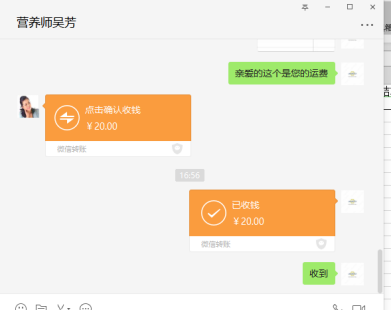 营养师吴芳
亲爱的这个是您的运费
点击确认收钱
￥20.00
微信转账
16:56
已收钱
￥20.00
微信转账
收到